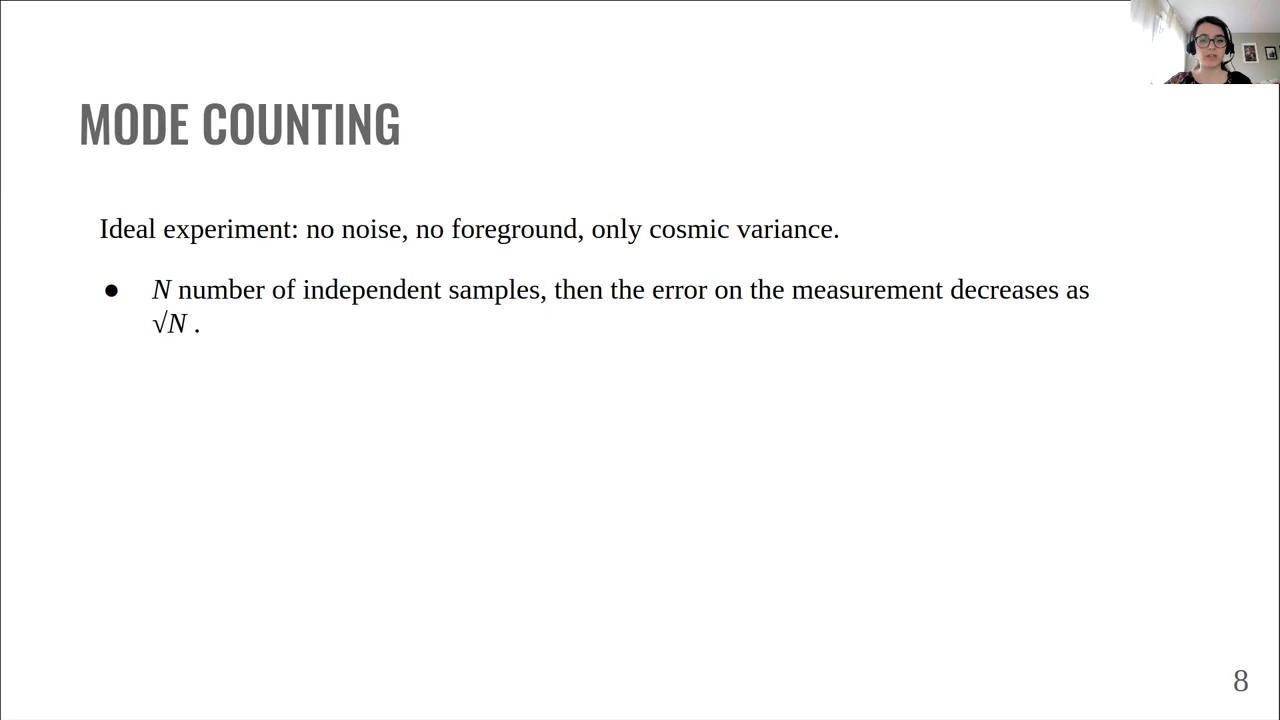 MODE COUNTING
Ideal experiment: no noise, no foreground, only cosmic variance.
● N number of independent samples, then the error on the measurement decreases as
√N .
8